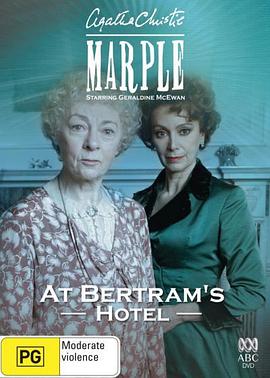 Agatha Christie
MARPLE
STARRING GERALDINE McEWAN
AT BERTRAM'S
— HOTEL —
PG
Moderate
violence
ABC
DVD